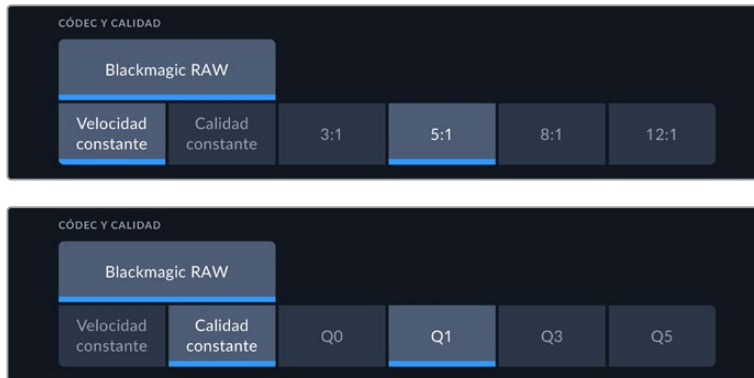 CÓDEC Y CALIDAD
Blackmagic RAW
Velocidad
constante
Calidad
constante
3:1
5:1
8:1
12:1
CÓDEC Y CALIDAD
Blackmagic RAW
Velocidad
constante
Calidad
constante
Q0
Q1
Q3
Q5